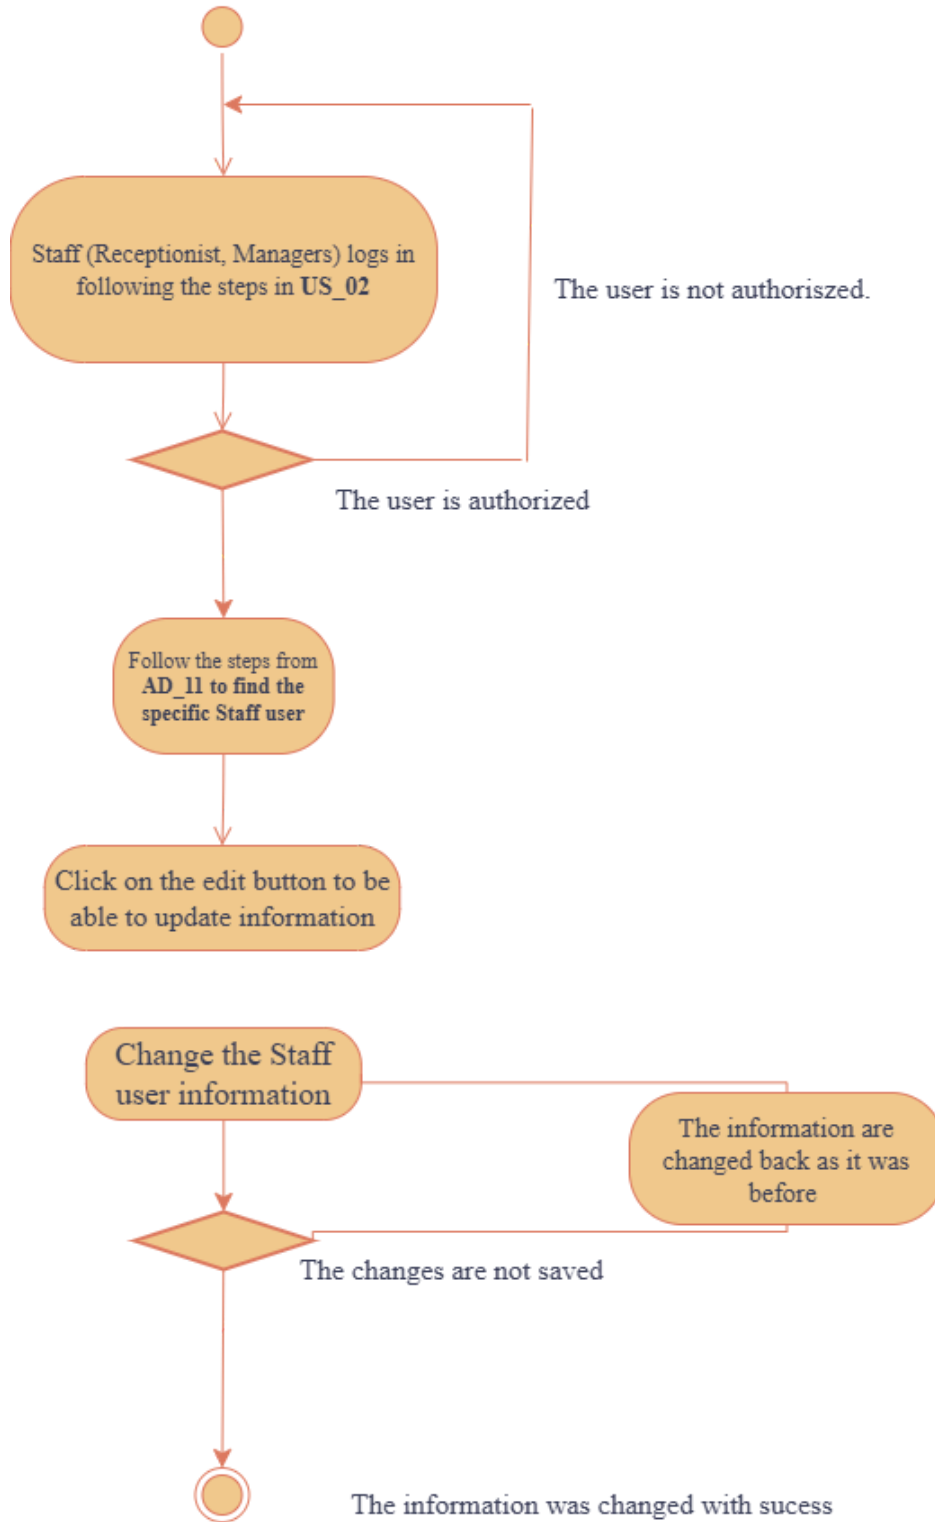 Staff (Receptionist, Managers) logs in
following the steps in US_02
The user is not authoriszed.
The user is authorized
Follow the steps from
AD_11 to find the
specific Staff user
Click on the edit button to be
able to update information
Change the Staff
user information
The information are
changed back as it was
before
The changes are not saved
The information was changed with sucess